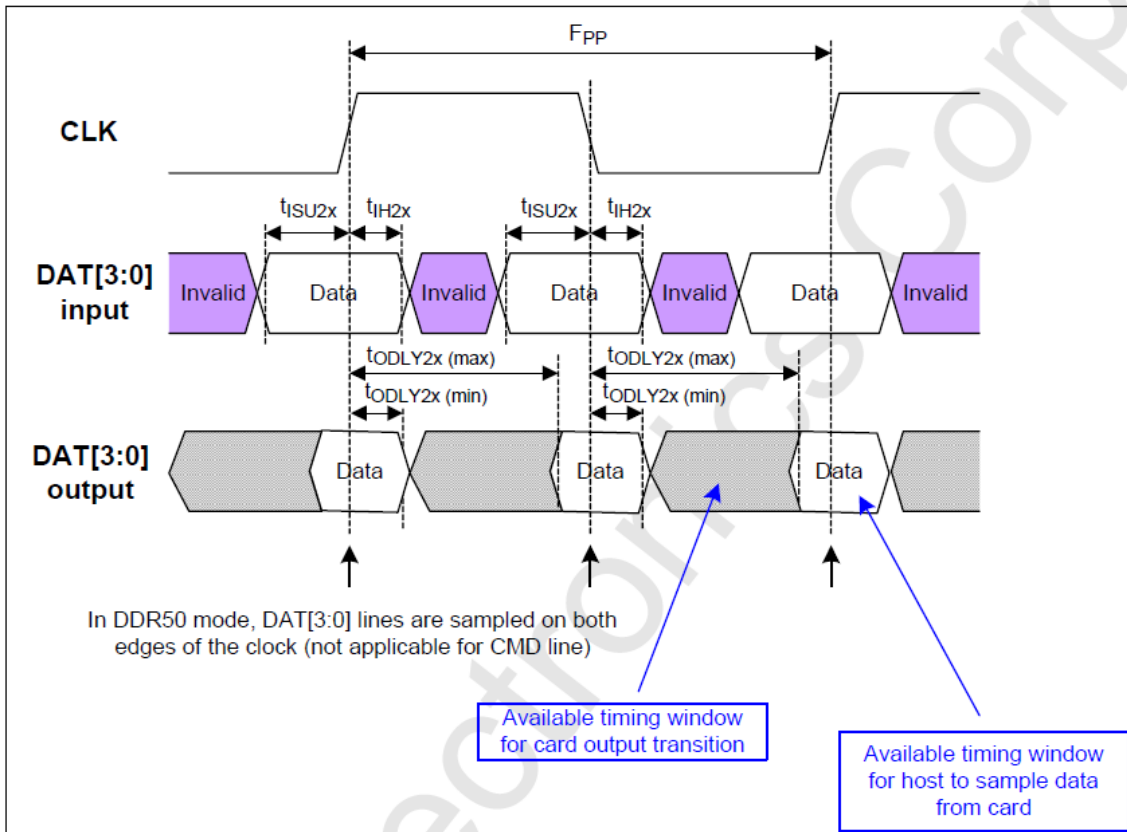 FPP
CLK
tISU2x tIH2x tISU2x tIH2x
DAT[3:0]
input
Invalid Data Invalid Data Invalid Data Invalid
tODLY2x (max) tODLY2x (max)
tODLY2x (min) tODLY2x (min)
DAT[3:0]
output
Data Data Data
In DDR50 mode, DAT[3:0] lines are sampled on both
edges of the clock (not applicable for CMD line)
Available timing window
for card output transition
Available timing window
for host to sample data
from card
ectronics Corp